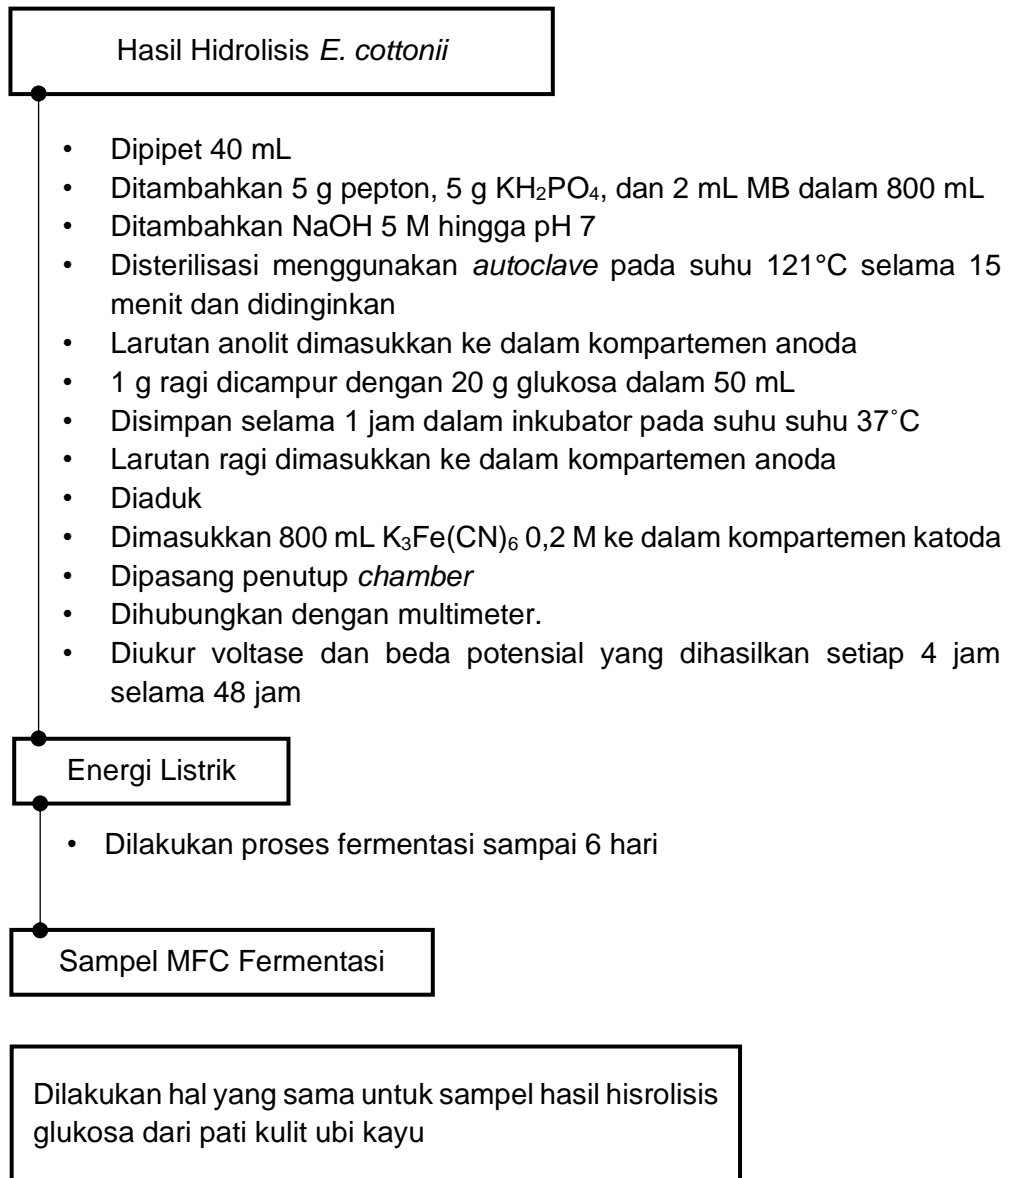 Hasil Hidrolisis E. cottonii
• Dipipet 40 mL
• Ditambahkan 5 g pepton, 5 g KH₂PO₄, dan 2 mL MB dalam 800 mL
• Ditambahkan NaOH 5 M hingga pH 7
• Disterilisasi menggunakan autoclave pada suhu 121°C selama 15
menit dan didinginkan
• Larutan anolit dimasukkan ke dalam kompartemen anoda
• 1 g ragi dicampur dengan 20 g glukosa dalam 50 mL
• Disimpan selama 1 jam dalam inkubator pada suhu suhu 37˚C
• Larutan ragi dimasukkan ke dalam kompartemen anoda
• Diaduk
• Dimasukkan 800 mL K₃Fe(CN)₆ 0,2 M ke dalam kompartemen katoda
• Dipasang penutup chamber
• Dihubungkan dengan multimeter.
• Diukur voltase dan beda potensial yang dihasilkan setiap 4 jam
selama 48 jam
Energi Listrik
• Dilakukan proses fermentasi sampai 6 hari
Sampel MFC Fermentasi
Dilakukan hal yang sama untuk sampel hasil hisrolisis
glukosa dari pati kulit ubi kayu